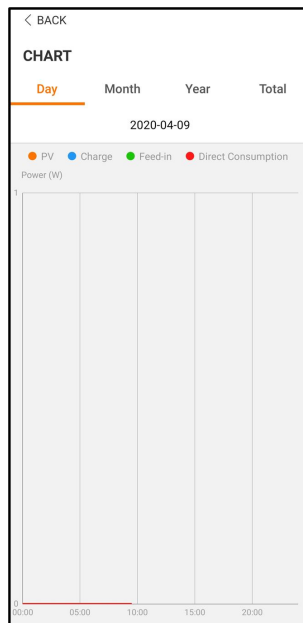 < BACK
CHART
Day Month Year Total
2020-04-09
PV Charge Feed-in Direct Consumption
Power (W)
1
0
00:00 05:00 10:00 15:00 20:00